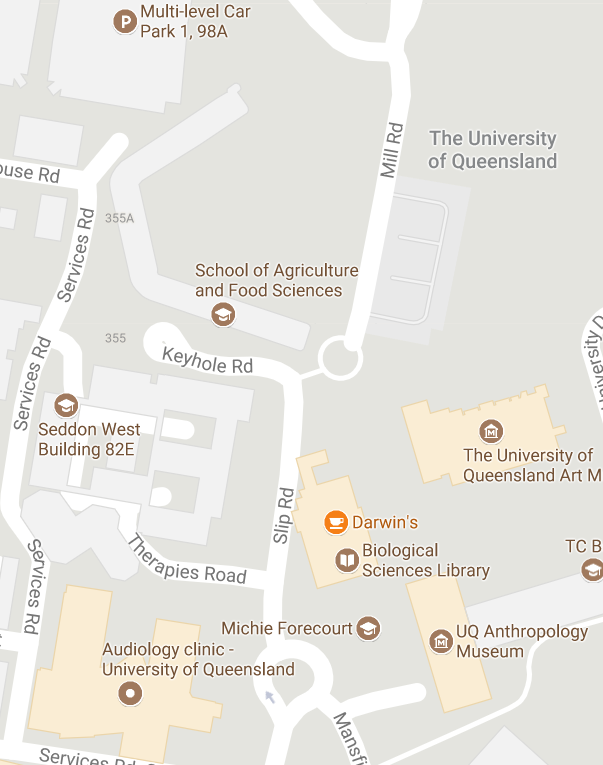 Multi-level Car
Park 1, 98A
Mill Rd
The University
of Queensland
ouse Rd
355A
Services Rd
School of Agriculture
and Food Sciences
355
Keyhole Rd
University D
Services Rd
Seddon West
Building 82E
The University of
Queensland Art M
Slip Rd
Darwin's
Biological
Sciences Library
TC B
Therapies Road
Services Rd
Michie Forecourt
UQ Anthropology
Museum
Audiology clinic -
University of Queensland
Mansfi
Services Rd